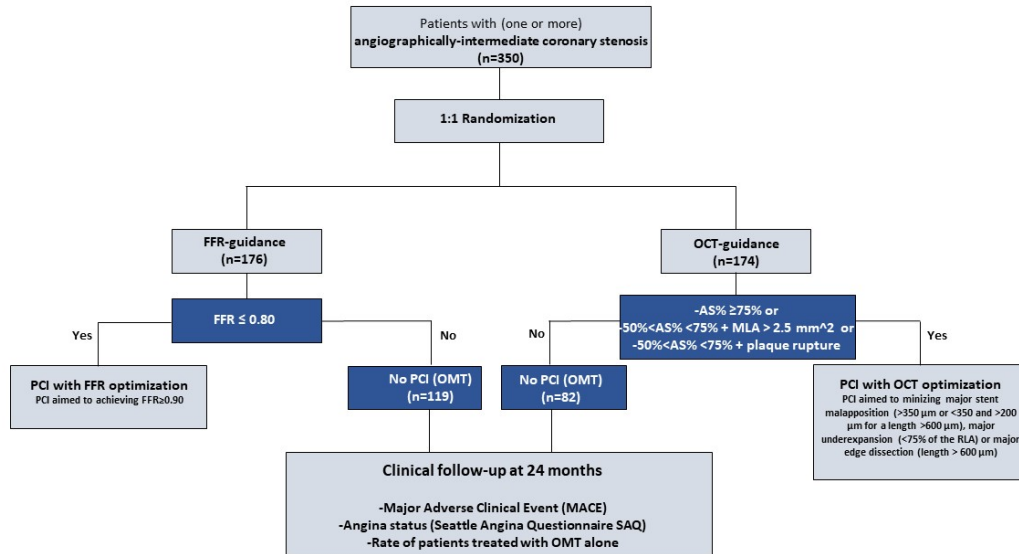 Patients with (one or more)
angiographically-intermediate coronary stenosis
(n=350)
1:1 Randomization
FFR-guidance
(n=176)
OCT-guidance
(n=174)
FFR ≤ 0.80
-AS% ≥75% or
-50%<AS% <75% + MLA > 2.5 mm^2 or
-50%<AS% <75% + plaque rupture
Yes
No
No
Yes
PCI with FFR optimization
PCI aimed to achieving FFR≥0.90
No PCI (OMT)
(n=119)
No PCI (OMT)
(n=82)
PCI with OCT optimization
PCI aimed to minizing major stent
malapposition (>350 µm or <350 and >200
µm for a length >600 µm), major
underexpansion (<75% of the RLA) or major
edge dissection (length > 600 µm)
Clinical follow-up at 24 months
-Major Adverse Clinical Event (MACE)
-Angina status (Seattle Angina Questionnaire SAQ)
-Rate of patients treated with OMT alone